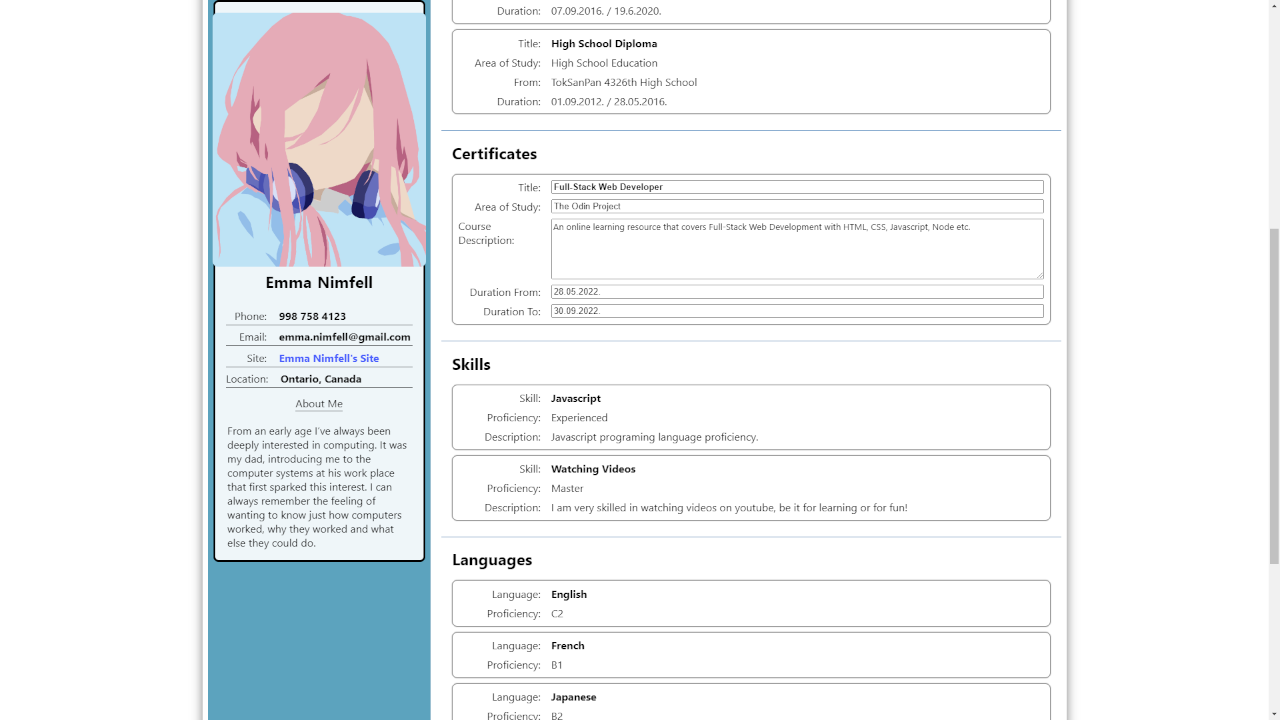 Emma Nimfell
Phone: 998 758 4123
Email: emma.nimfell@gmail.com
Site: Emma Nimfell's Site
Location: Ontario, Canada
About Me
From an early age I've always been
deeply interested in computing. It was
my dad, introducing me to the
computer systems at his work place
that first sparked this interest. I can
always remember the feeling of
wanting to know just how computers
worked, why they worked and what
else they could do.
Duration: 07.09.2016. / 19.6.2020.
Title: High School Diploma
Area of Study: High School Education
From: TokSanPan 4326th High School
Duration: 01.09.2012. / 28.05.2016.
Certificates
Title: Full-Stack Web Developer
Area of Study: The Odin Project
Course
Description:
An online learning resource that covers Full-Stack Web Development with HTML, CSS, Javascript, Node etc.
Duration From: 28.05.2022.
Duration To: 30.09.2022.
Skills
Skill: Javascript
Proficiency: Experienced
Description: Javascript programing language proficiency.
Skill: Watching Videos
Proficiency: Master
Description: I am very skilled in watching videos on youtube, be it for learning or for fun!
Languages
Language: English
Proficiency: C2
Language: French
Proficiency: B1
Language: Japanese
Proficiency: B2